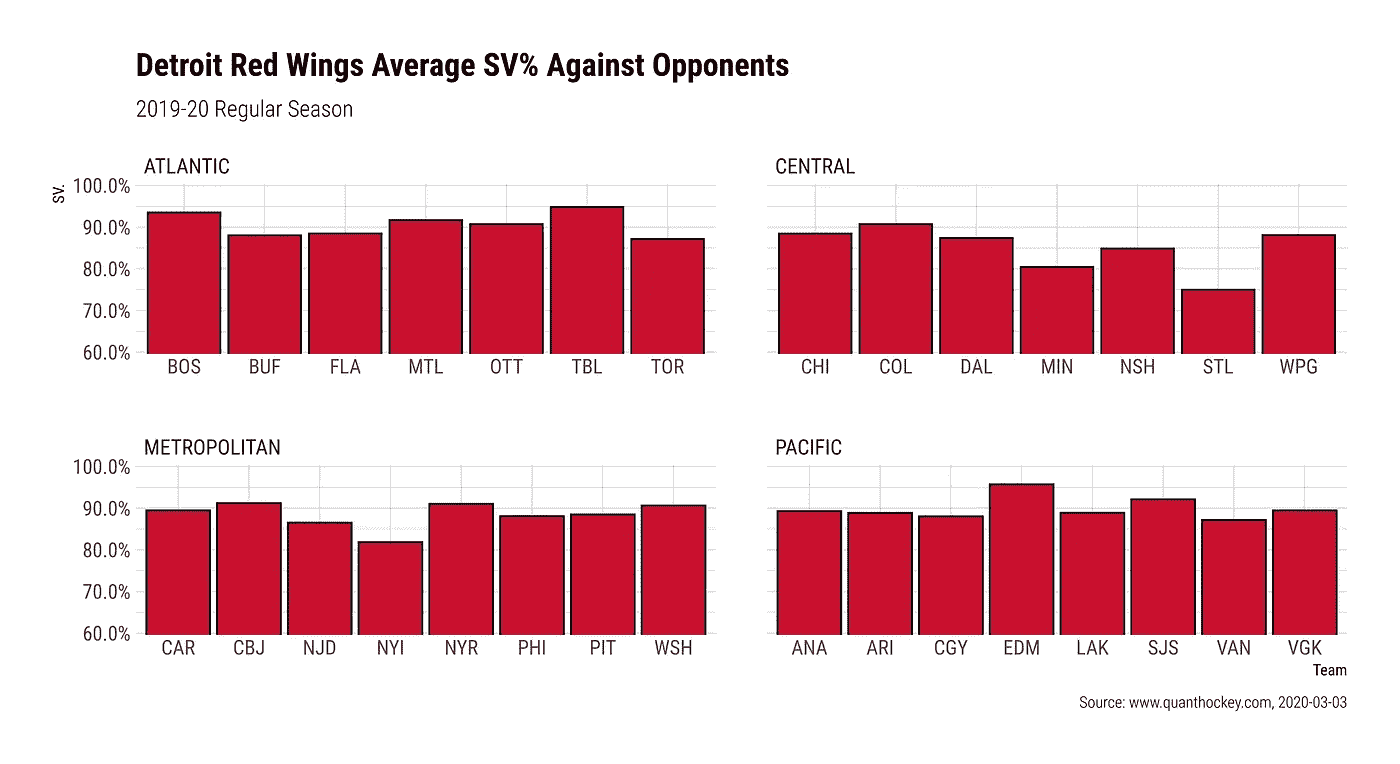 Detroit Red Wings Average SV% Against Opponents
2019-20 Regular Season
ATLANTIC
CENTRAL
SV.
100.0%
90.0%
80.0%
70.0%
60.0%
BOS BUF FLA MTL OTT TBL TOR
CHI COL DAL MIN NSH STL WPG
METROPOLITAN
PACIFIC
100.0%
90.0%
80.0%
70.0%
60.0%
CAR CBJ NJD NYI NYR PHI PIT WSH
ANA ARI CGY EDM LAK SJS VAN VGK
Team
Source: www.quanthockey.com, 2020-03-03